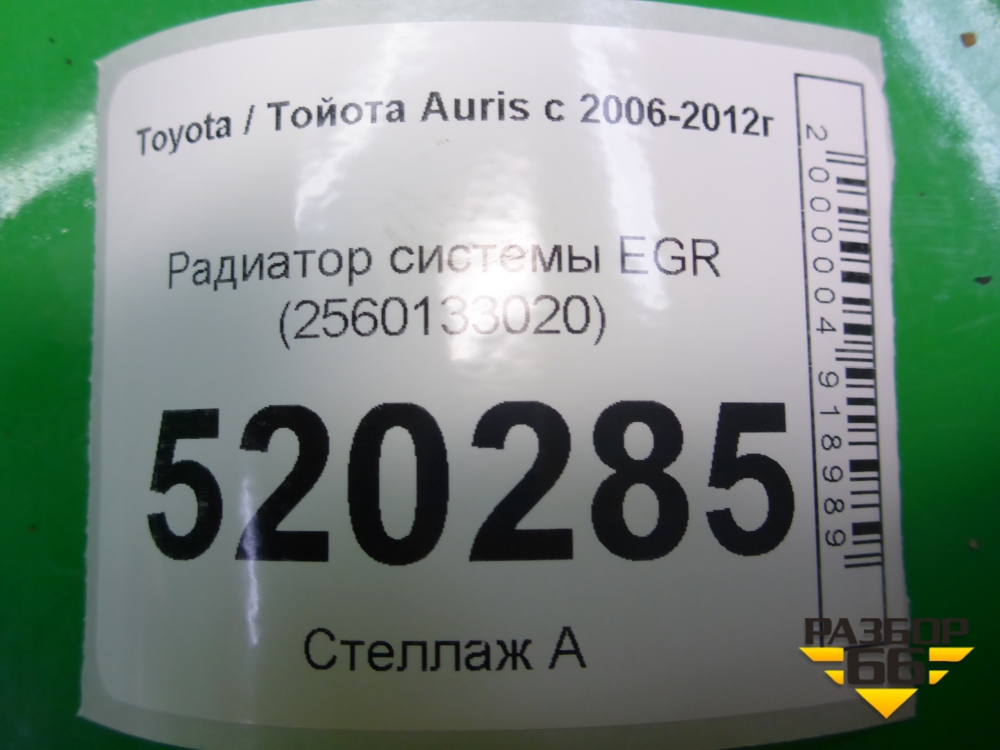 Toyota / Тойота Auris с 2006-2012г
Радиатор системы EGR
(2560133020)
520285
Стеллаж А
2000004918989
РАЗБОР
66